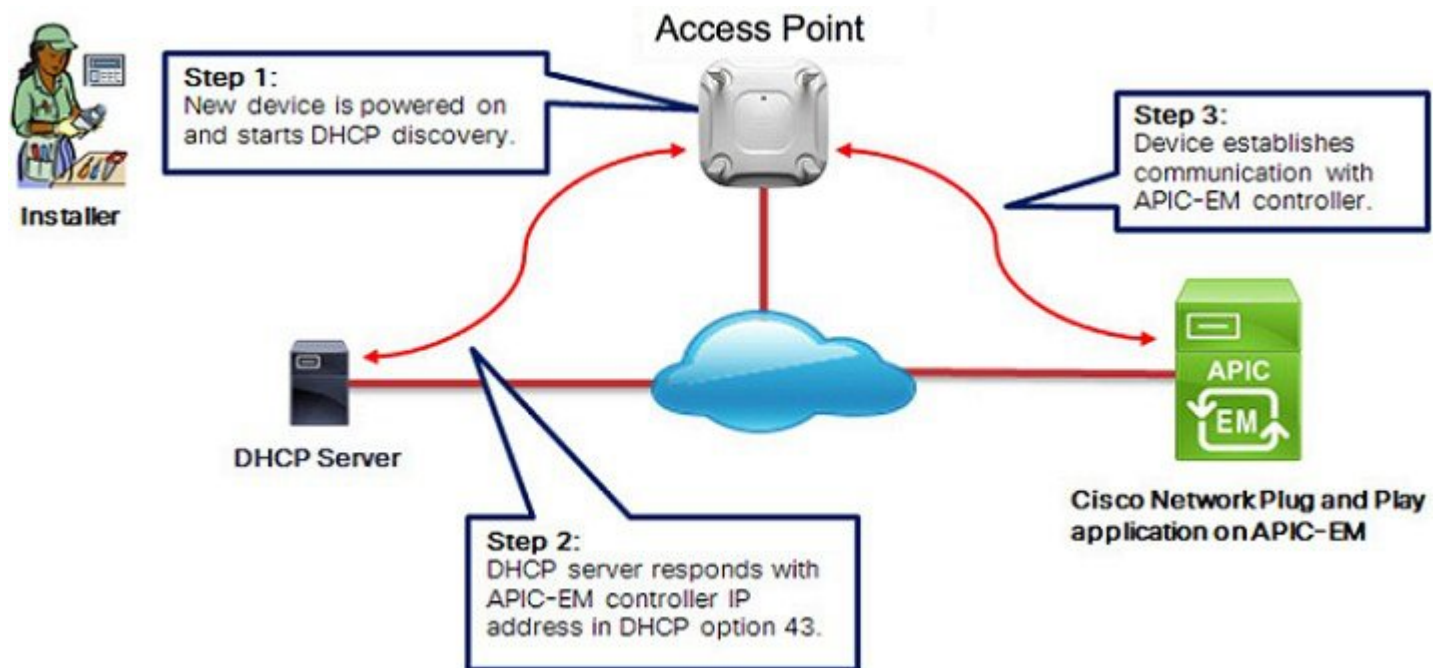 Access Point
Step 1:
New device is powered on
and starts DHCP discovery.
Step 3:
Device establishes
communication with
APIC-EM controller.
Installer
DHCP Server
APIC
EM
Cisco Network Plug and Play
application on APIC-EM
Step 2:
DHCP server responds with
APIC-EM controller IP
address in DHCP option 43.